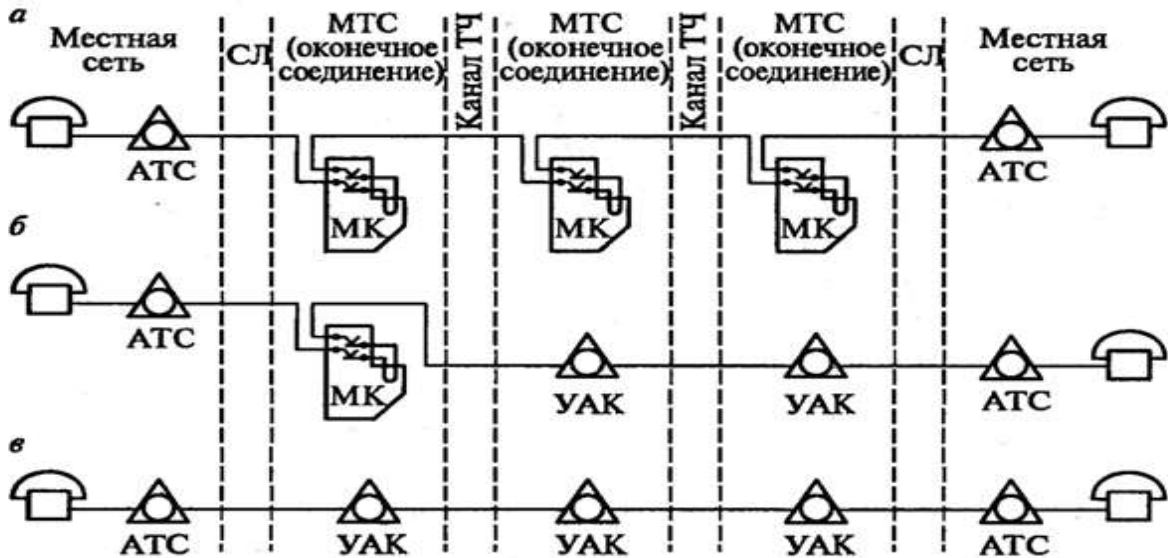 а
Местная
сеть
СЛ
МТС
(оконечное
соединение)
Канал ТЧ
МТС
(оконечное
соединение)
Канал ТЧ
МТС
(оконечное
соединение)
СЛ
Местная
сеть
АТС
МК
МК
МК
АТС
б
АТС
МК
УАК
УАК
АТС
в
АТС
УАК
УАК
УАК
АТС